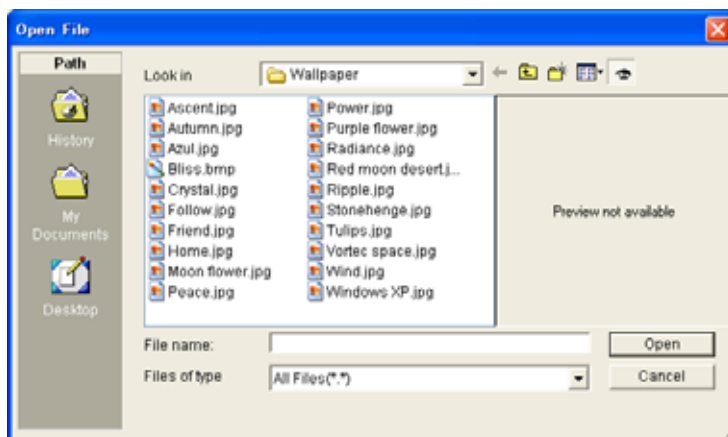 Open File
Path
Look in
Wallpaper
History
My
Documents
Desktop
Ascent.jpg
Autumn.jpg
Azul.jpg
Bliss.bmp
Crystal.jpg
Follow.jpg
Friend.jpg
Home.jpg
Moon flower.jpg
Peace.jpg
Power.jpg
Purple flower.jpg
Radiance.jpg
Red moon desert.j...
Ripple.jpg
Stonehenge.jpg
Tulips.jpg
Vortec space.jpg
Wind.jpg
Windows XP.jpg
Preview not available
File name:
Open
Files of type
All Files(*.*)
Cancel